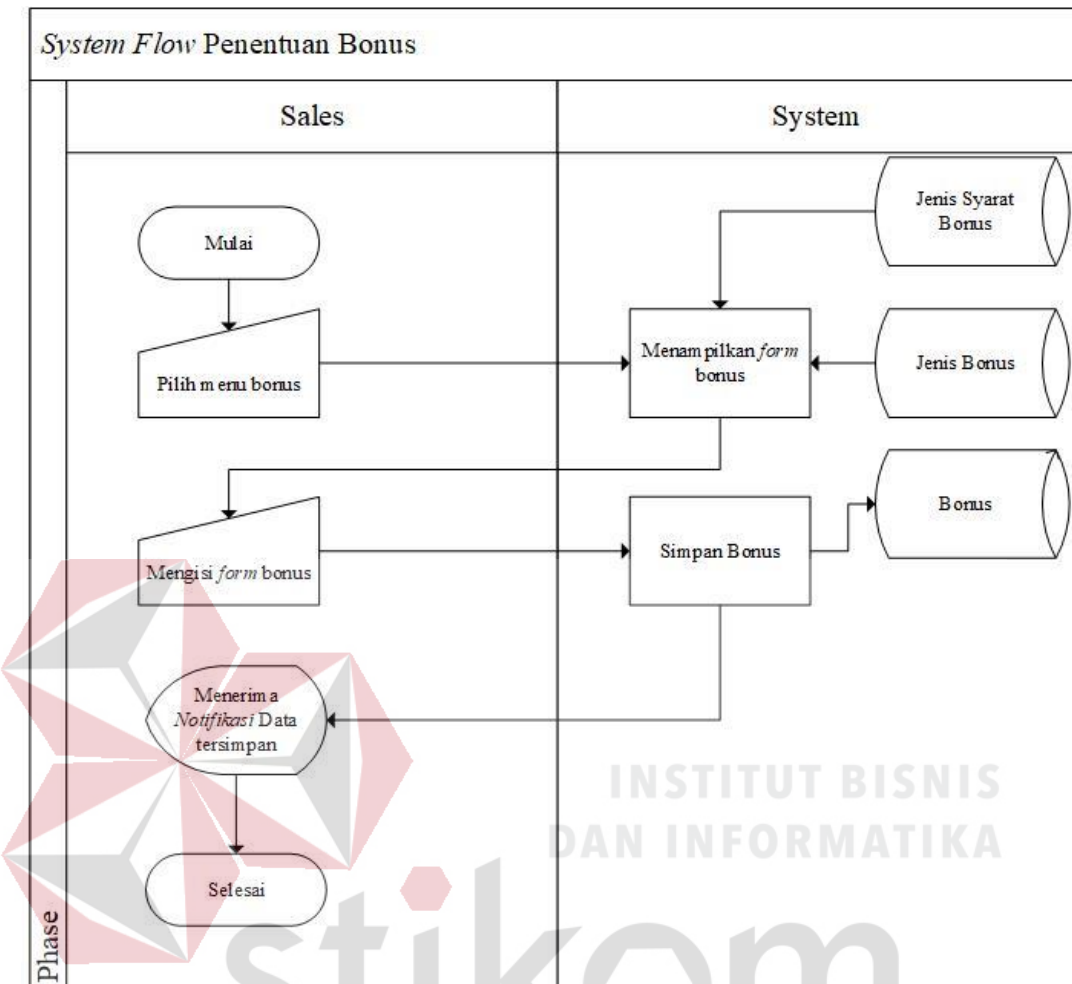 System Flow Penentuan Bonus
Sales
System
Jenis Syarat
Bonus
Mulai
Pilih menu bonus
Menampilkan form
bonus
Jenis Bonus
Mengisi form bonus
Simpan Bonus
Bonus
Menerima
Notifikasi Data
tersimpan
Selesai
Phase
INSTITUT BISNIS
DAN INFORMATIKA
stikom